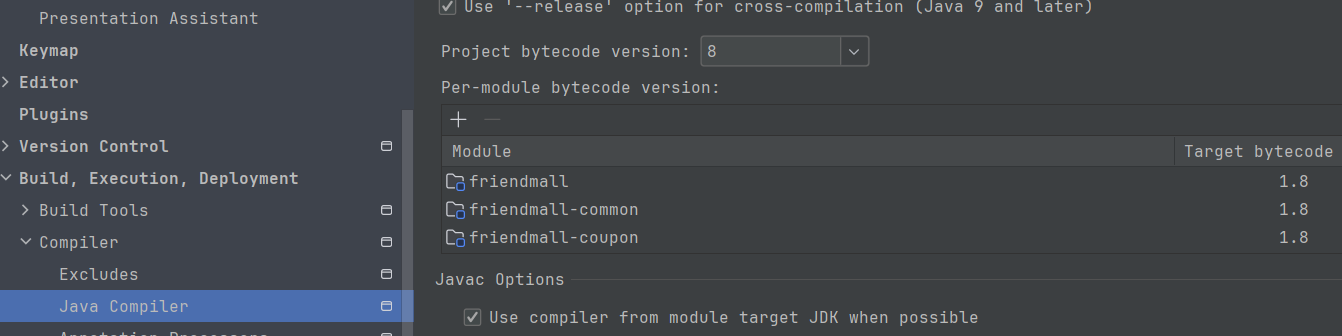 Presentation Assistant
Keymap
Editor
Plugins
Version Control
Build, Execution, Deployment
Build Tools
Compiler
Excludes
Java Compiler
Annotation Processors
Use '--release' option for cross-compilation (Java 9 and later)
Project bytecode version: 8
Per-module bytecode version:
Module Target bytecode
friendmall 1.8
friendmall-common 1.8
friendmall-coupon 1.8
Javac Options
Use compiler from module target JDK when possible